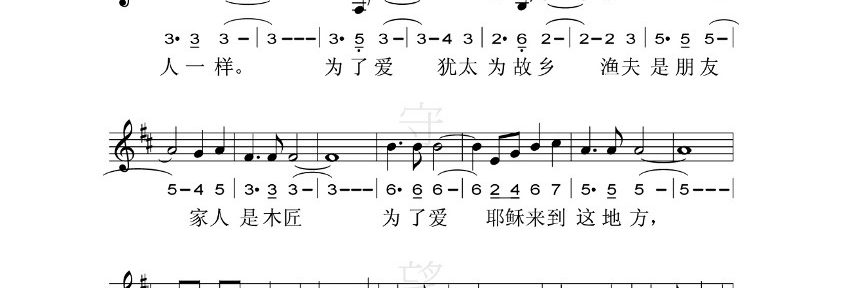 3· 3 3–|3–––|3· 5 3–|3–4 3|2· 6 2–|2–2 3|5· 5 5–|
人一样。 为了爱 犹太为故乡 渔夫是朋友
守
5–4 5|3· 3 3–|3–––|6· 6 6–|6 2 4 6 7|5· 5 5–|5–––|
家人是木匠 为了爱 耶稣来到这地方，
望